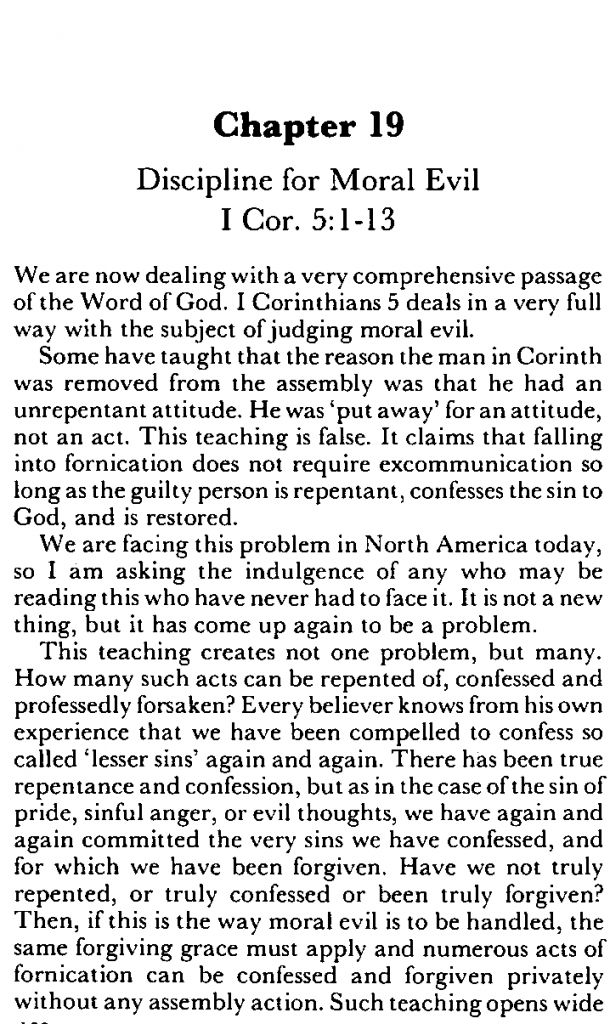 Chapter 19
Discipline for Moral Evil
I Cor. 5:1-13
We are now dealing with a very comprehensive passage
of the Word of God. I Corinthians 5 deals in a very full
way with the subject of judging moral evil.
Some have taught that the reason the man in Corinth
was removed from the assembly was that he had an
unrepentant attitude. He was ‘put away’ for an attitude,
not an act. This teaching is false. It claims that falling
into fornication does not require excommunication so
long as the guilty person is repentant, confesses the sin to
God, and is restored.
We are facing this problem in North America today,
so I am asking the indulgence of any who may be
reading this who have never had to face it. It is not a new
thing, but it has come up again to be a problem.
This teaching creates not one problem, but many.
How many such acts can be repented of, confessed and
professedly forsaken? Every believer knows from his own
experience that we have been compelled to confess so
called ‘lesser sins’ again and again. There has been true
repentance and confession, but as in the case of the sin of
pride, sinful anger, or evil thoughts, we have again and
again committed the very sins we have confessed, and
for which we have been forgiven. Have we not truly
repented, or truly confessed or been truly forgiven?
Then, if this is the way moral evil is to be handled, the
same forgiving grace must apply and numerous acts of
fornication can be confessed and forgiven privately
without any assembly action. Such teaching opens wide